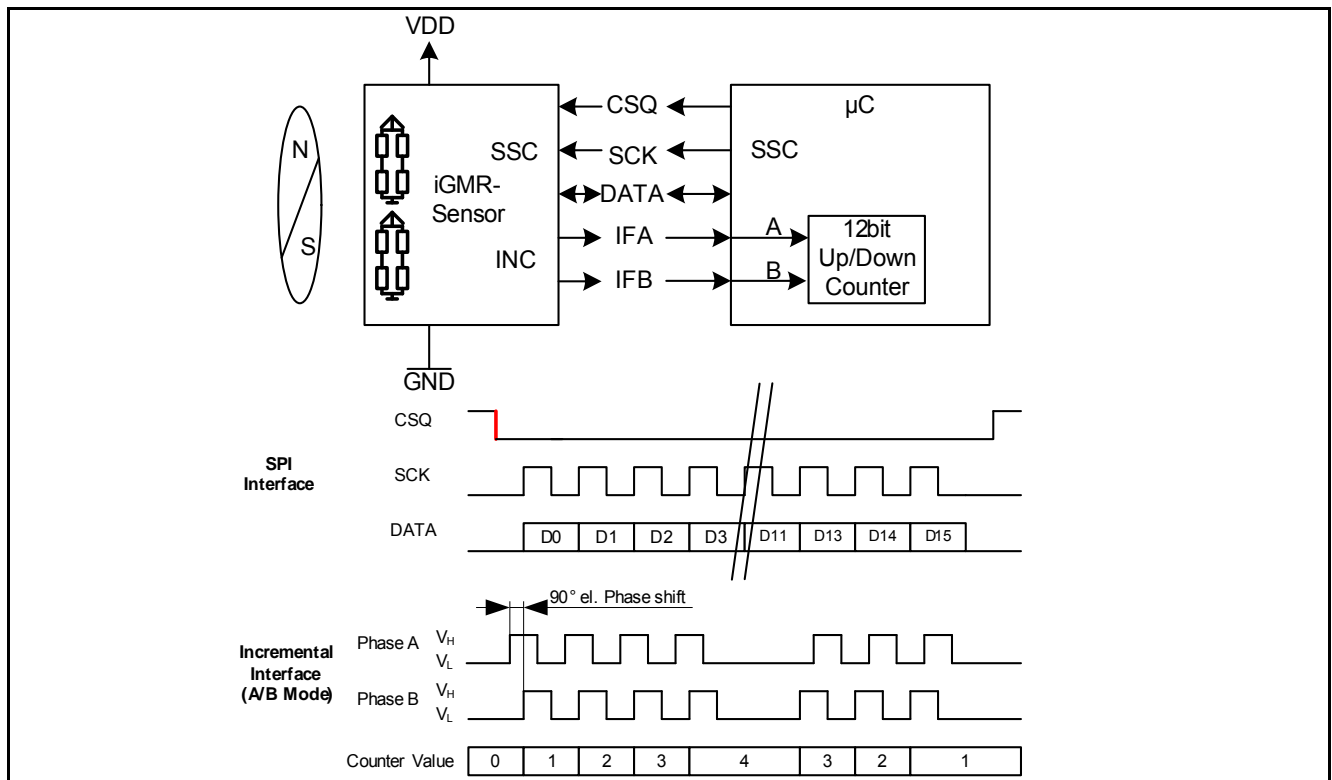 VDD
CSQ
µC
N
SSC
SCK
SSC
iGMR-
Sensor
DATA
S
IFA
A
12bit
Up/Down
Counter
INC
IFB
B
GND
CSQ
SPI
Interface
SCK
DATA
D0 D1 D2 D3 D11 D13 D14 D15
90° el. Phase shift
Incremental
Interface
(A/B Mode)
Phase A
VH
VL
Phase B
VH
VL
Counter Value 0 1 2 3 4 3 2 1